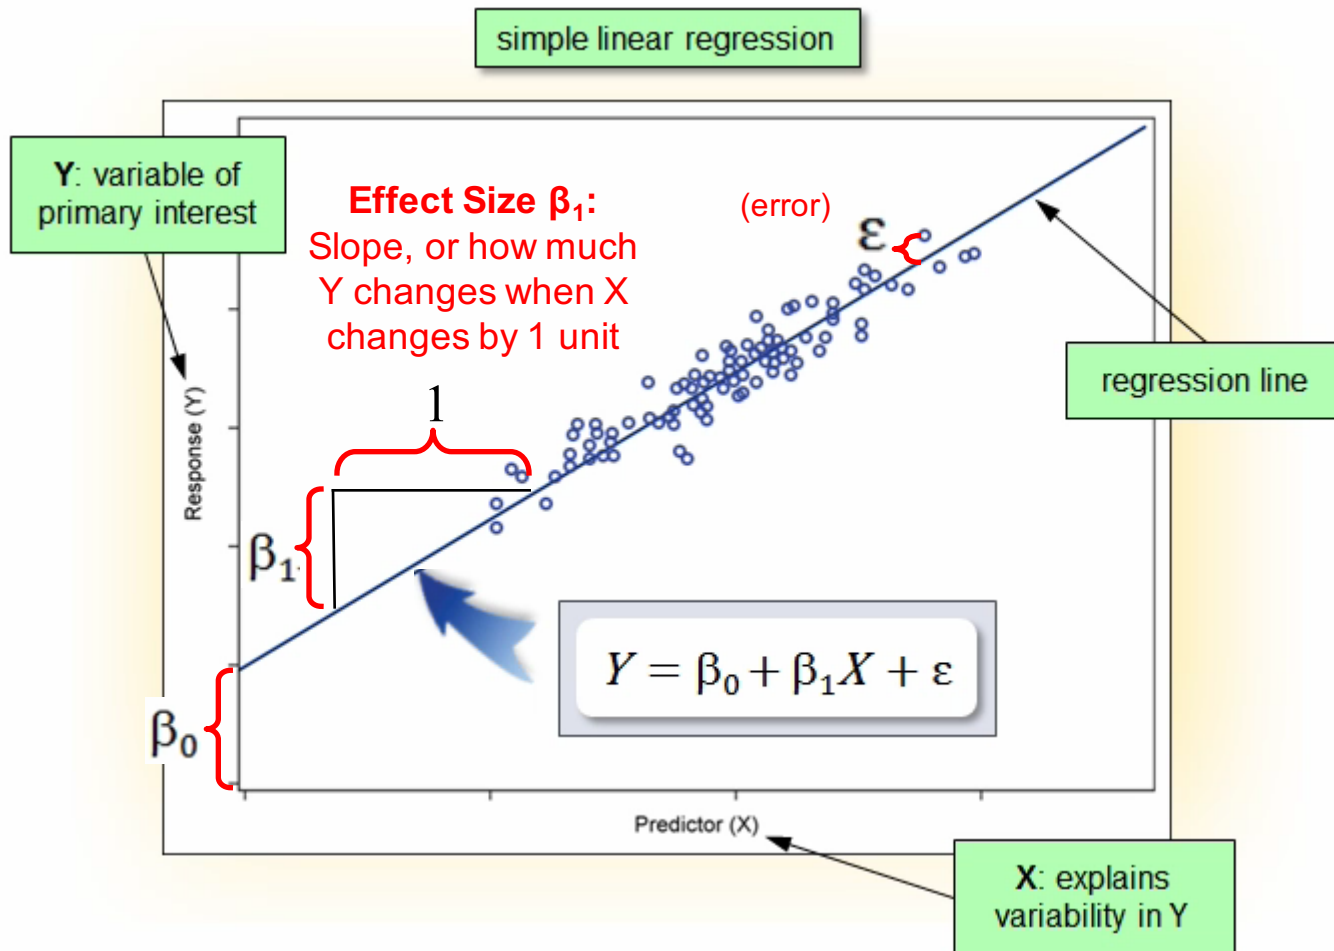 simple linear regression
Y: variable of
primary interest
Effect Size β₁:
Slope, or how much
Y changes when X
changes by 1 unit
(error)
ε
regression line
Response (Y)
1
β₁
β₀
Y = β₀ + β₁X + ε
Predictor (X)
X: explains
variability in Y